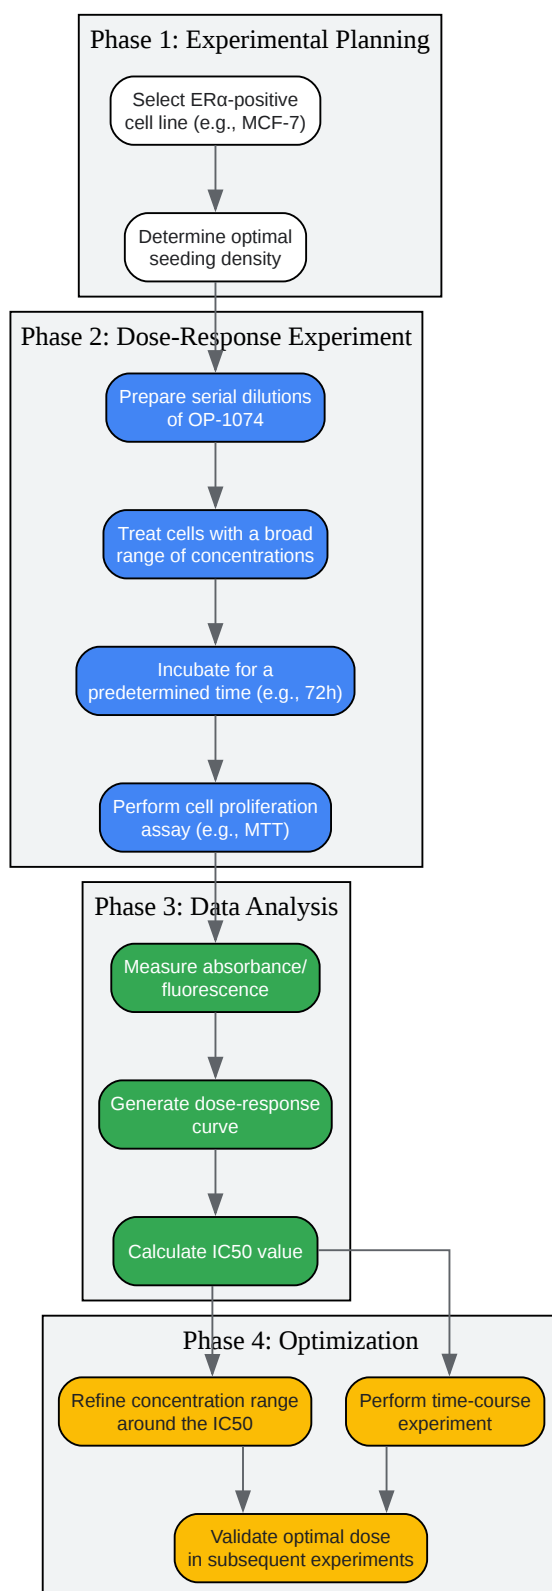 Phase 1: Experimental Planning
Select ERα-positive
cell line (e.g., MCF-7)
Determine optimal
seeding density
Phase 2: Dose-Response Experiment
Prepare serial dilutions
of OP-1074
Treat cells with a broad
range of concentrations
Incubate for a
predetermined time (e.g., 72h)
Perform cell proliferation
assay (e.g., MTT)
Phase 3: Data Analysis
Measure absorbance/
fluorescence
Generate dose-response
curve
Calculate IC50 value
Phase 4: Optimization
Refine concentration range
around the IC50
Perform time-course
experiment
Validate optimal dose
in subsequent experiments